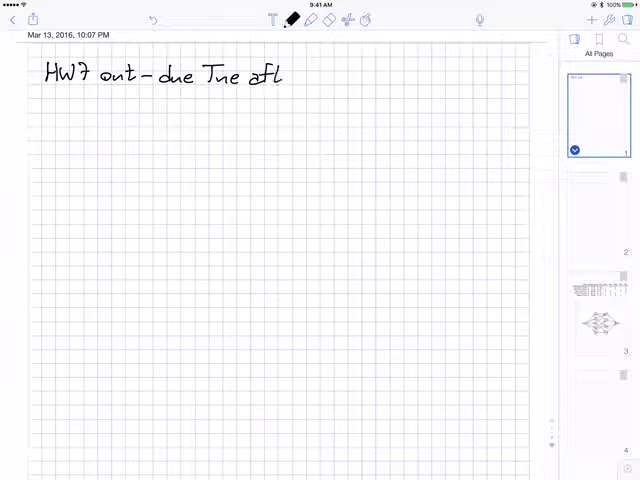 9:41 AM
100%
Mar 13, 2016, 10:07 PM
All Pages
HW7 out - due Tue aft
1
2
3
4